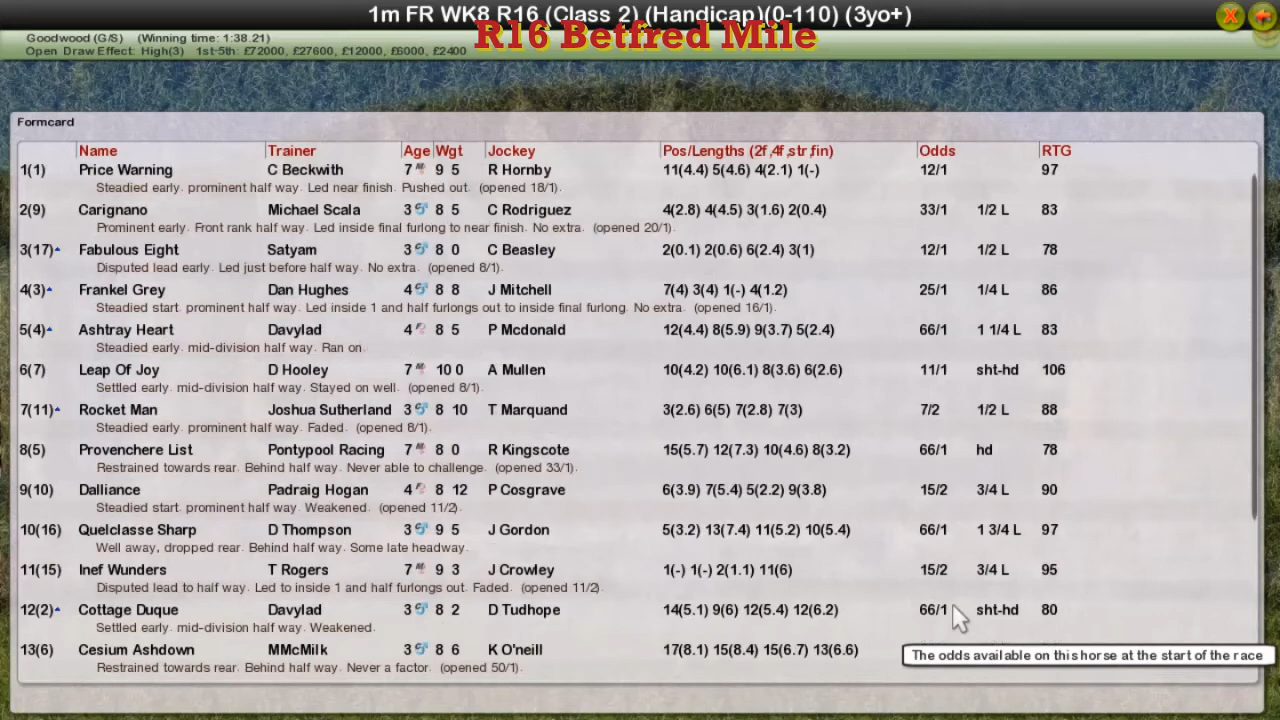 1m FR WK8 R16 (Class 2) (Handicap)(0-110) (3yo+)
R16 Betfred Mile
Goodwood (G/S) (Winning time: 1:38.21)
Open Draw Effect: High(3) 1st-5th: £72000, £27600, £12000, £6000, £2400
Formcard
Name Trainer Age Wgt Jockey Pos/Lengths (2f,4f,str,fin) Odds RTG
1(1) Price Warning C Beckwith 7 9 5 R Hornby 11(4.4) 5(4.6) 4(2.1) 1(-) 12/1 97
Steadied early. prominent half way. Led near finish. Pushed out. (opened 18/1).
2(9) Carignano Michael Scala 3 8 5 C Rodriguez 4(2.8) 4(4.5) 3(1.6) 2(0.4) 33/1 1/2 L 83
Prominent early. Front rank half way. Led inside final furlong to near finish. No extra. (opened 20/1).
3(17) Fabulous Eight Satyam 3 8 0 C Beasley 2(0.1) 2(0.6) 6(2.4) 3(1) 12/1 1/2 L 78
Disputed lead early. Led just before half way. No extra. (opened 8/1).
4(3) Frankel Grey Dan Hughes 4 8 8 J Mitchell 7(4) 3(4) 1(-) 4(1.2) 25/1 1/4 L 86
Steadied start. prominent half way. Led inside 1 and half furlongs out to inside final furlong. No extra. (opened 16/1).
5(4) Ashtray Heart Davylad 4 8 5 P Mcdonald 12(4.4) 8(5.9) 9(3.7) 5(2.4) 66/1 1 1/4 L 83
Steadied early. mid-division half way. Ran on.
6(7) Leap Of Joy D Hooley 7 10 0 A Mullen 10(4.2) 10(6.1) 8(3.6) 6(2.6) 11/1 sht-hd 106
Settled early. mid-division half way. Stayed on well. (opened 8/1).
7(11) Rocket Man Joshua Sutherland 3 8 10 T Marquand 3(2.6) 6(5) 7(2.8) 7(3) 7/2 1/2 L 88
Steadied early. prominent half way. Faded. (opened 8/1).
8(5) Provenchere List Pontypool Racing 7 8 0 R Kingscote 15(5.7) 12(7.3) 10(4.6) 8(3.2) 66/1 hd 78
Restrained towards rear. Behind half way. Never able to challenge. (opened 33/1).
9(10) Dalliance Padraig Hogan 4 8 12 P Cosgrave 6(3.9) 7(5.4) 5(2.2) 9(3.8) 15/2 3/4 L 90
Steadied start. prominent half way. Weakened. (opened 11/2).
10(16) Quelclasse Sharp D Thompson 3 9 5 J Gordon 5(3.2) 13(7.4) 11(5.2) 10(5.4) 66/1 1 3/4 L 97
Well away, dropped rear. Behind half way. Some late headway.
11(15) Inef Wunders T Rogers 7 9 3 J Crowley 1(-) 1(-) 2(1.1) 11(6) 15/2 3/4 L 95
Disputed lead to half way. Led to inside 1 and half furlongs out. Faded. (opened 11/2).
12(2) Cottage Duque Davylad 3 8 2 D Tudhope 14(5.1) 9(6) 12(5.4) 12(6.2) 66/1 sht-hd 80
Settled early. mid-division half way. Weakened.
13(6) Cesium Ashdown MMcMilk 3 8 6 K O'neill 17(8.1) 15(8.4) 15(6.7) 13(6.6)
The odds available on this horse at the start of the race
Restrained towards rear. Behind half way. Never a factor. (opened 50/1).